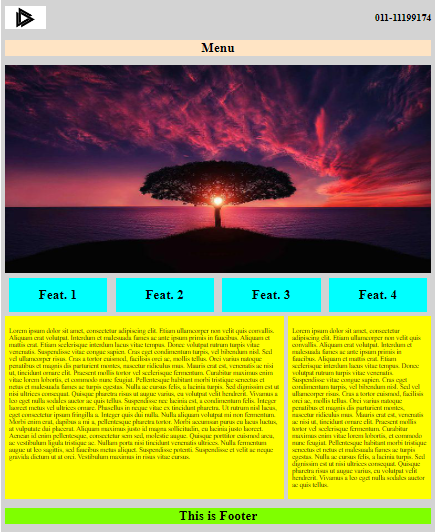 011-11199174
Menu
Feat. 1
Feat. 2
Feat. 3
Feat. 4
Lorem ipsum dolor sit amet, consectetur adipiscing elit. Etiam ullamcorper non velit quis convallis.
Aliquam erat volutpat. Interdum et malesuada fames ac ante ipsum primis in faucibus. Aliquam et
mattis erat. Etiam scelerisque interdum lacus vitae tempus. Donec volutpat rutrum turpis vitae
venenatis. Suspendisse vitae congue sapien. Cras eget condimentum turpis, vel bibendum nisl. Sed
vel ullamcorper risus. Cras a tortor euismod, facilisis orci ac, mollis tellus. Orci varius natoque
penatibus et magnis dis parturient montes, nascetur ridiculus mus. Mauris erat est, venenatis ac nisi
ut, tincidunt ornare elit. Praesent mollis tortor vel scelerisque fermentum. Curabitur maximus enim
vitae lorem lobortis, et commodo nunc feugiat. Pellentesque habitant morbi tristique senectus et
netus et malesuada fames ac turpis egestas. Nulla ac cursus felis, a lacinia turpis. Sed dignissim est ut
nisi ultrices consequat. Quisque pharetra risus ut augue varius, eu volutpat velit hendrerit. Vivamus a
leo eget nulla sodales auctor ac quis tellus. Suspendisse nec lacinia est, a condimentum felis. Integer
laoreet metus vel ultrices ornare. Phasellus in neque vitae ex tincidunt pharetra. Ut rutrum nisl lacus,
eget consectetur ipsum fringilla a. Integer quis dui nulla. Nulla aliquam volutpat mi non fermentum.
Morbi enim erat, dapibus a mi a, pellentesque pharetra tortor. Morbi accumsan purus eu lacus luctus,
ut vulputate dui placerat. Aliquam maximus justo id magna sollicitudin, eu lacinia justo laoreet.
Aenean id enim pellentesque, consectetur sem sed, molestie augue. Quisque porttitor euismod urna,
ac vestibulum ligula tristique ac. Nullam porta nisi tincidunt ornare eleifend. Nulla fermentum
augue at leo sagittis, sed faucibus metus aliquet. Suspendisse potenti. Suspendisse et velit ac neque
gravida dictum ut at orci. Vestibulum maximus in risus vitae cursus.
Lorem ipsum dolor sit amet, consectetur
adipiscing elit. Etiam ullamcorper non velit quis
convallis. Aliquam erat volutpat. Interdum et
malesuada fames ac ante ipsum primis in
faucibus. Aliquam et mattis erat. Etiam
scelerisque interdum lacus vitae tempus. Donec
volutpat rutrum turpis vitae venenatis.
Suspendisse vitae congue sapien. Cras eget
condimentum turpis, vel bibendum nisl. Sed vel
ullamcorper risus. Cras a tortor euismod, facilisis
orci ac, mollis tellus. Orci varius natoque
penatibus et magnis dis parturient montes,
nascetur ridiculus mus. Mauris erat est, venenatis
ac nisi ut, tincidunt ornare elit. Praesent mollis
tortor vel scelerisque fermentum. Curabitur
maximus enim vitae lorem lobortis, et commodo
nunc feugiat. Pellentesque habitant morbi tristique
senectus et netus et malesuada fames ac turpis
egestas. Nulla ac cursus felis, a lacinia turpis. Sed
dignissim est ut nisi ultrices consequat. Quisque
pharetra risus ut augue varius, eu volutpat velit
hendrerit. Vivamus a leo eget nulla sodales auctor
ac quis tellus.
This is Footer